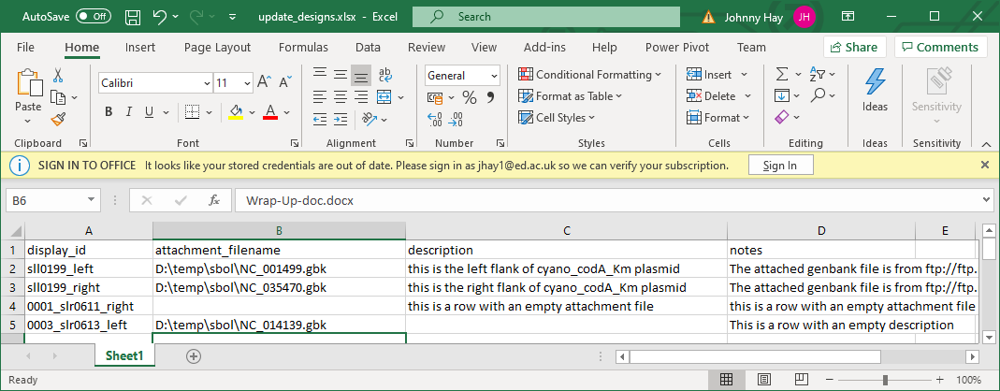 AutoSave Off update_designs.xlsx - Excel Search Johnny Hay JH
File Home Insert Page Layout Formulas Data Review View Add-ins Help Power Pivot Team Share Comments
Paste
Calibri 11 A^ Aˇ
B I U A
ab
General
% ,
Conditional Formatting
Format as Table
Cell Styles
Insert
Delete
Format
Ideas
Sensitivity
Clipboard Font Alignment Number Styles Cells Editing Ideas Sensitivity
SIGN IN TO OFFICE It looks like your stored credentials are out of date. Please sign in as jhay1@ed.ac.uk so we can verify your subscription. Sign In
B6 fx Wrap-Up-doc.docx
A B C D E
1 display_id attachment_filename description notes
2 sll0199_left D:\temp\sbol\NC_001499.gbk this is the left flank of cyano_codA_Km plasmid The attached genbank file is from ftp://ftp.
3 sll0199_right D:\temp\sbol\NC_035470.gbk this is the right flank of cyano_codA_Km plasmid The attached genbank file is from ftp://ftp.
4 0001_slr0611_right this is a row with an empty attachment file this is a row with an empty attachment file
5 0003_slr0613_left D:\temp\sbol\NC_014139.gbk This is a row with an empty description
Sheet1
Ready 100%